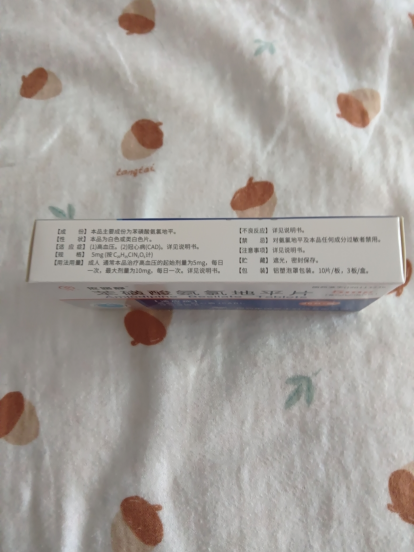 【成　　份】 本品主要成份为苯磺酸氨氯地平。
【性　　状】 本品为白色或类白色片。
【适 应 症】 (1)高血压。(2)冠心病(CAD)。详见说明书。
【规　　格】 5mg (按C₂₀H₂₅ClN₂O₅计)
【用法用量】 成人 通常本品治疗高血压的起始剂量为5mg，每日
一次，最大剂量为10mg，每日一次。详见说明书。
【不良反应】 详见说明书。
【禁　　忌】 对氨氯地平及本品任何成分过敏者禁用。
【注意事项】 详见说明书。
【贮　　藏】 遮光，密封保存。
【包　　装】 铝塑泡罩包装，10片/板，3板/盒。
苯磺酸氨氯地平片
tongtai